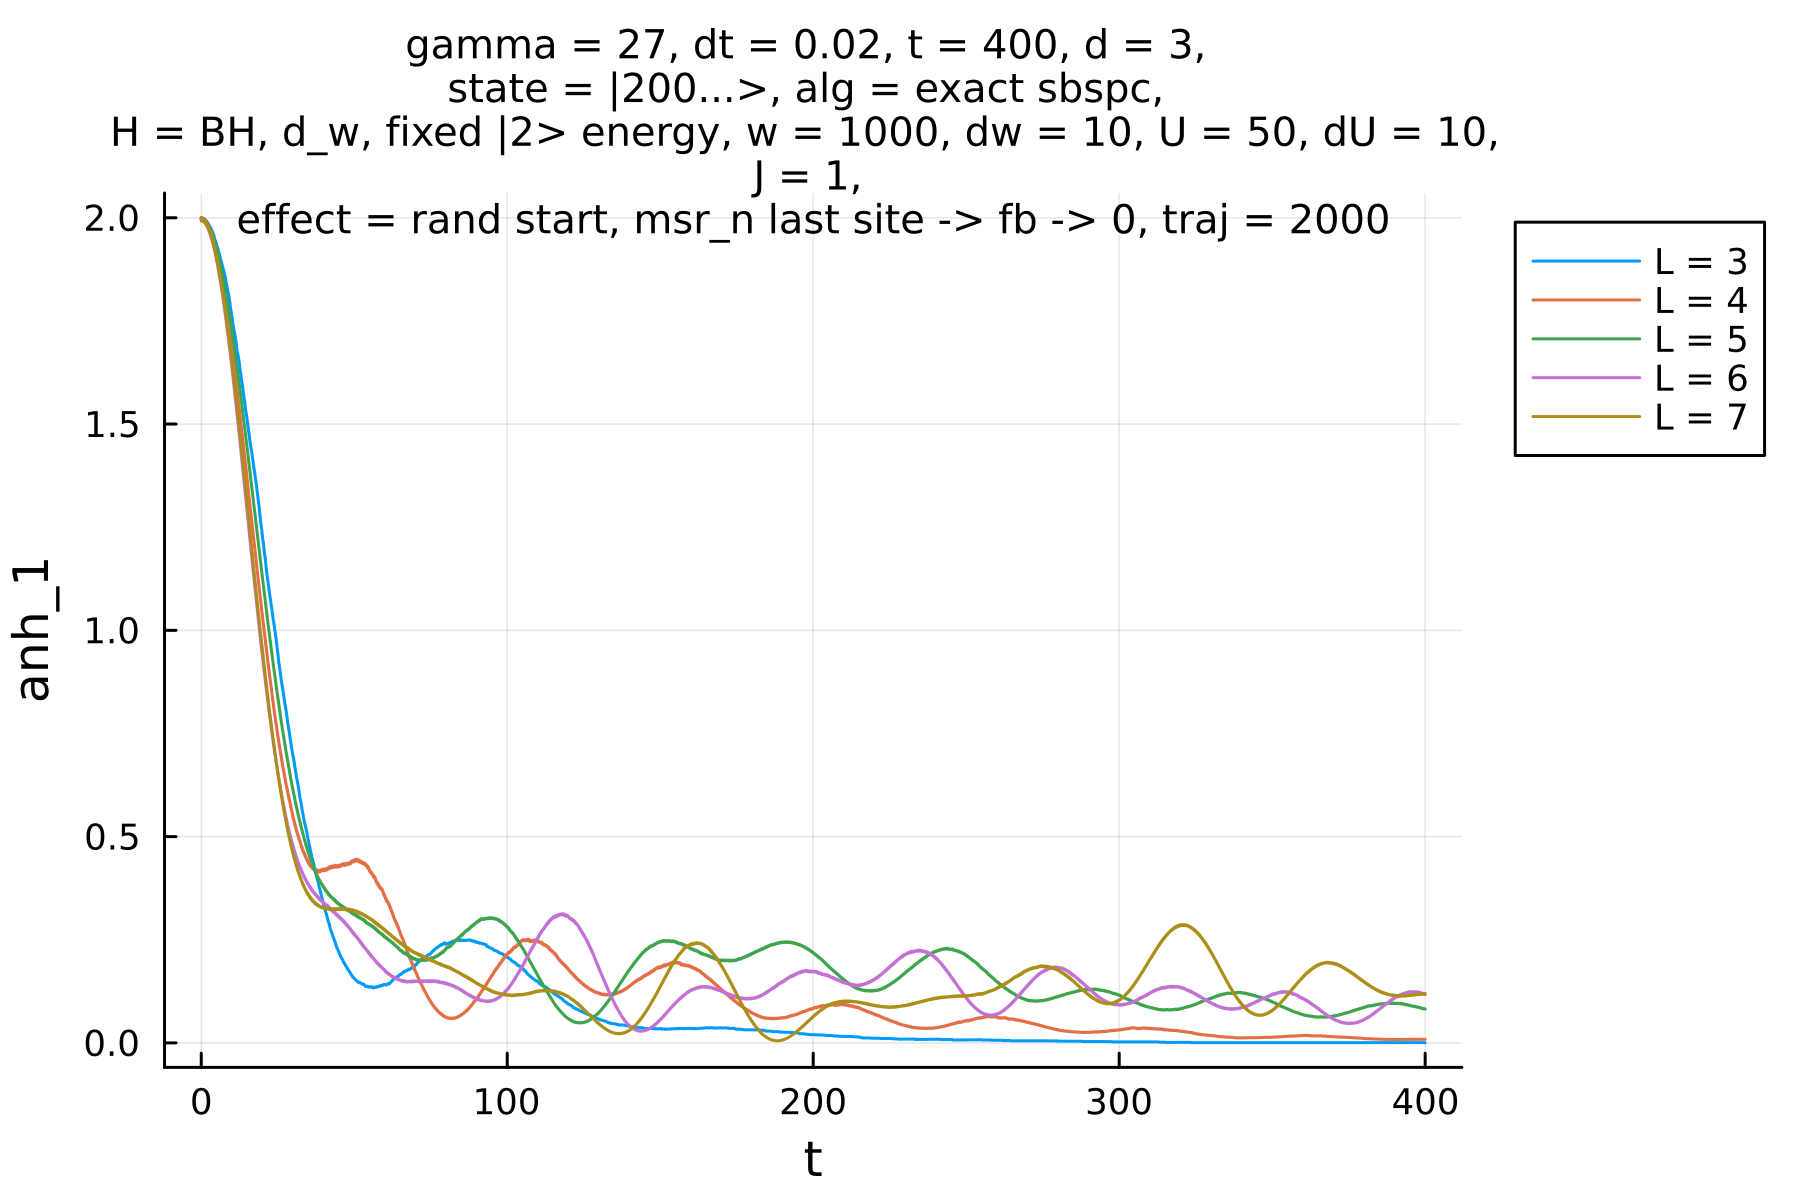 gamma = 27, dt = 0.02, t = 400, d = 3,
state = |200...>, alg = exact sbspc,
H = BH, d_w, fixed |2> energy, w = 1000, dw = 10, U = 50, dU = 10,
J = 1,
effect = rand start, msr_n last site -> fb -> 0, traj = 2000
2.0
1.5
1.0
0.5
0.0
anh_1
0 100 200 300 400
t
L = 3
L = 4
L = 5
L = 6
L = 7